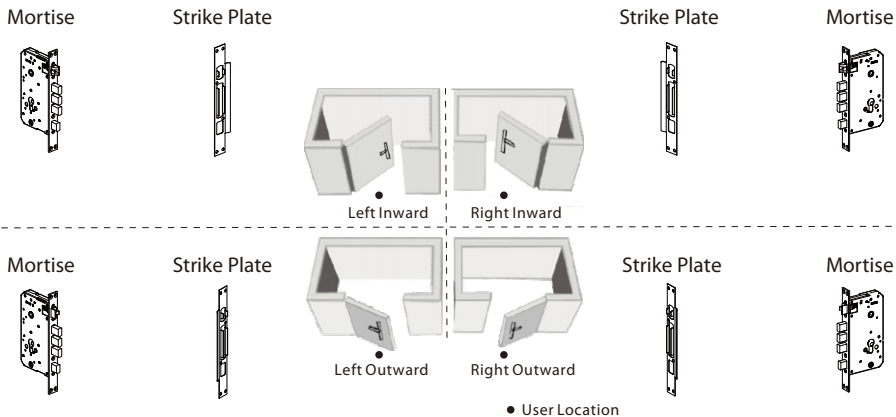 Mortise Strike Plate Strike Plate Mortise
Left Inward Right Inward
Mortise Strike Plate Strike Plate Mortise
Left Outward Right Outward
User Location